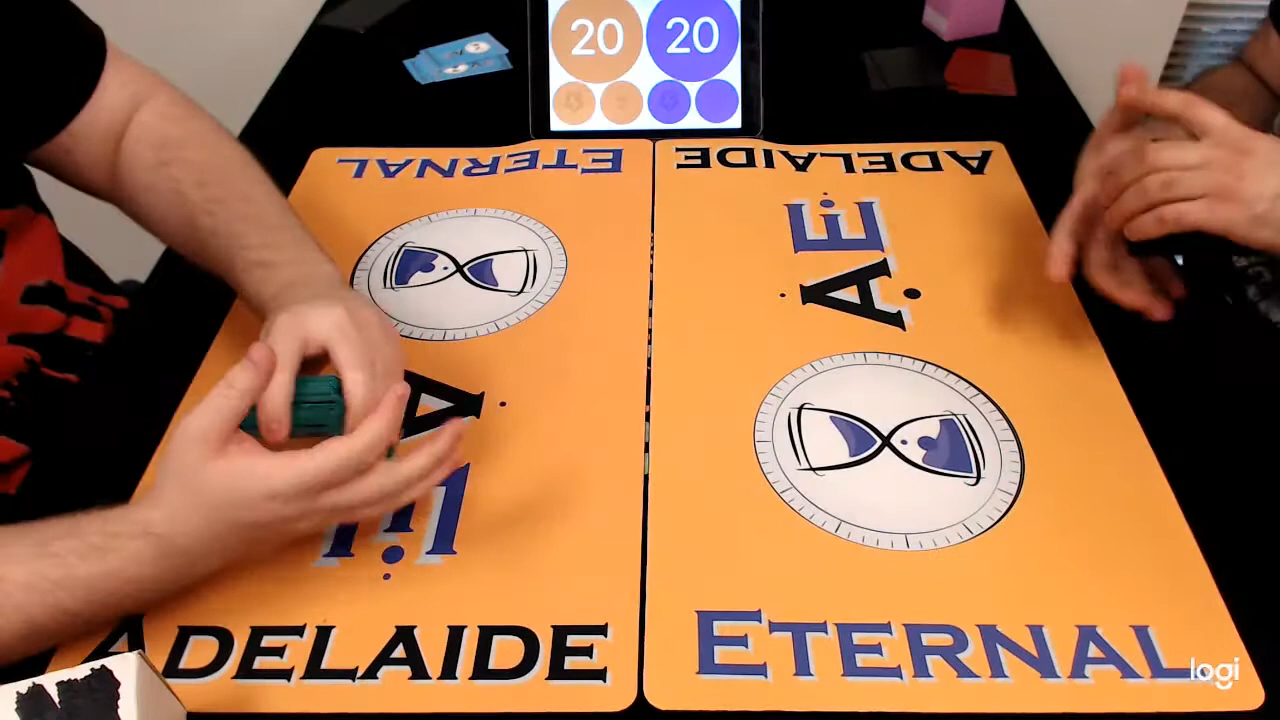 20 20
ETERNAL ADELAIDE
AE
A
ADELAIDE ETERNAL
logi